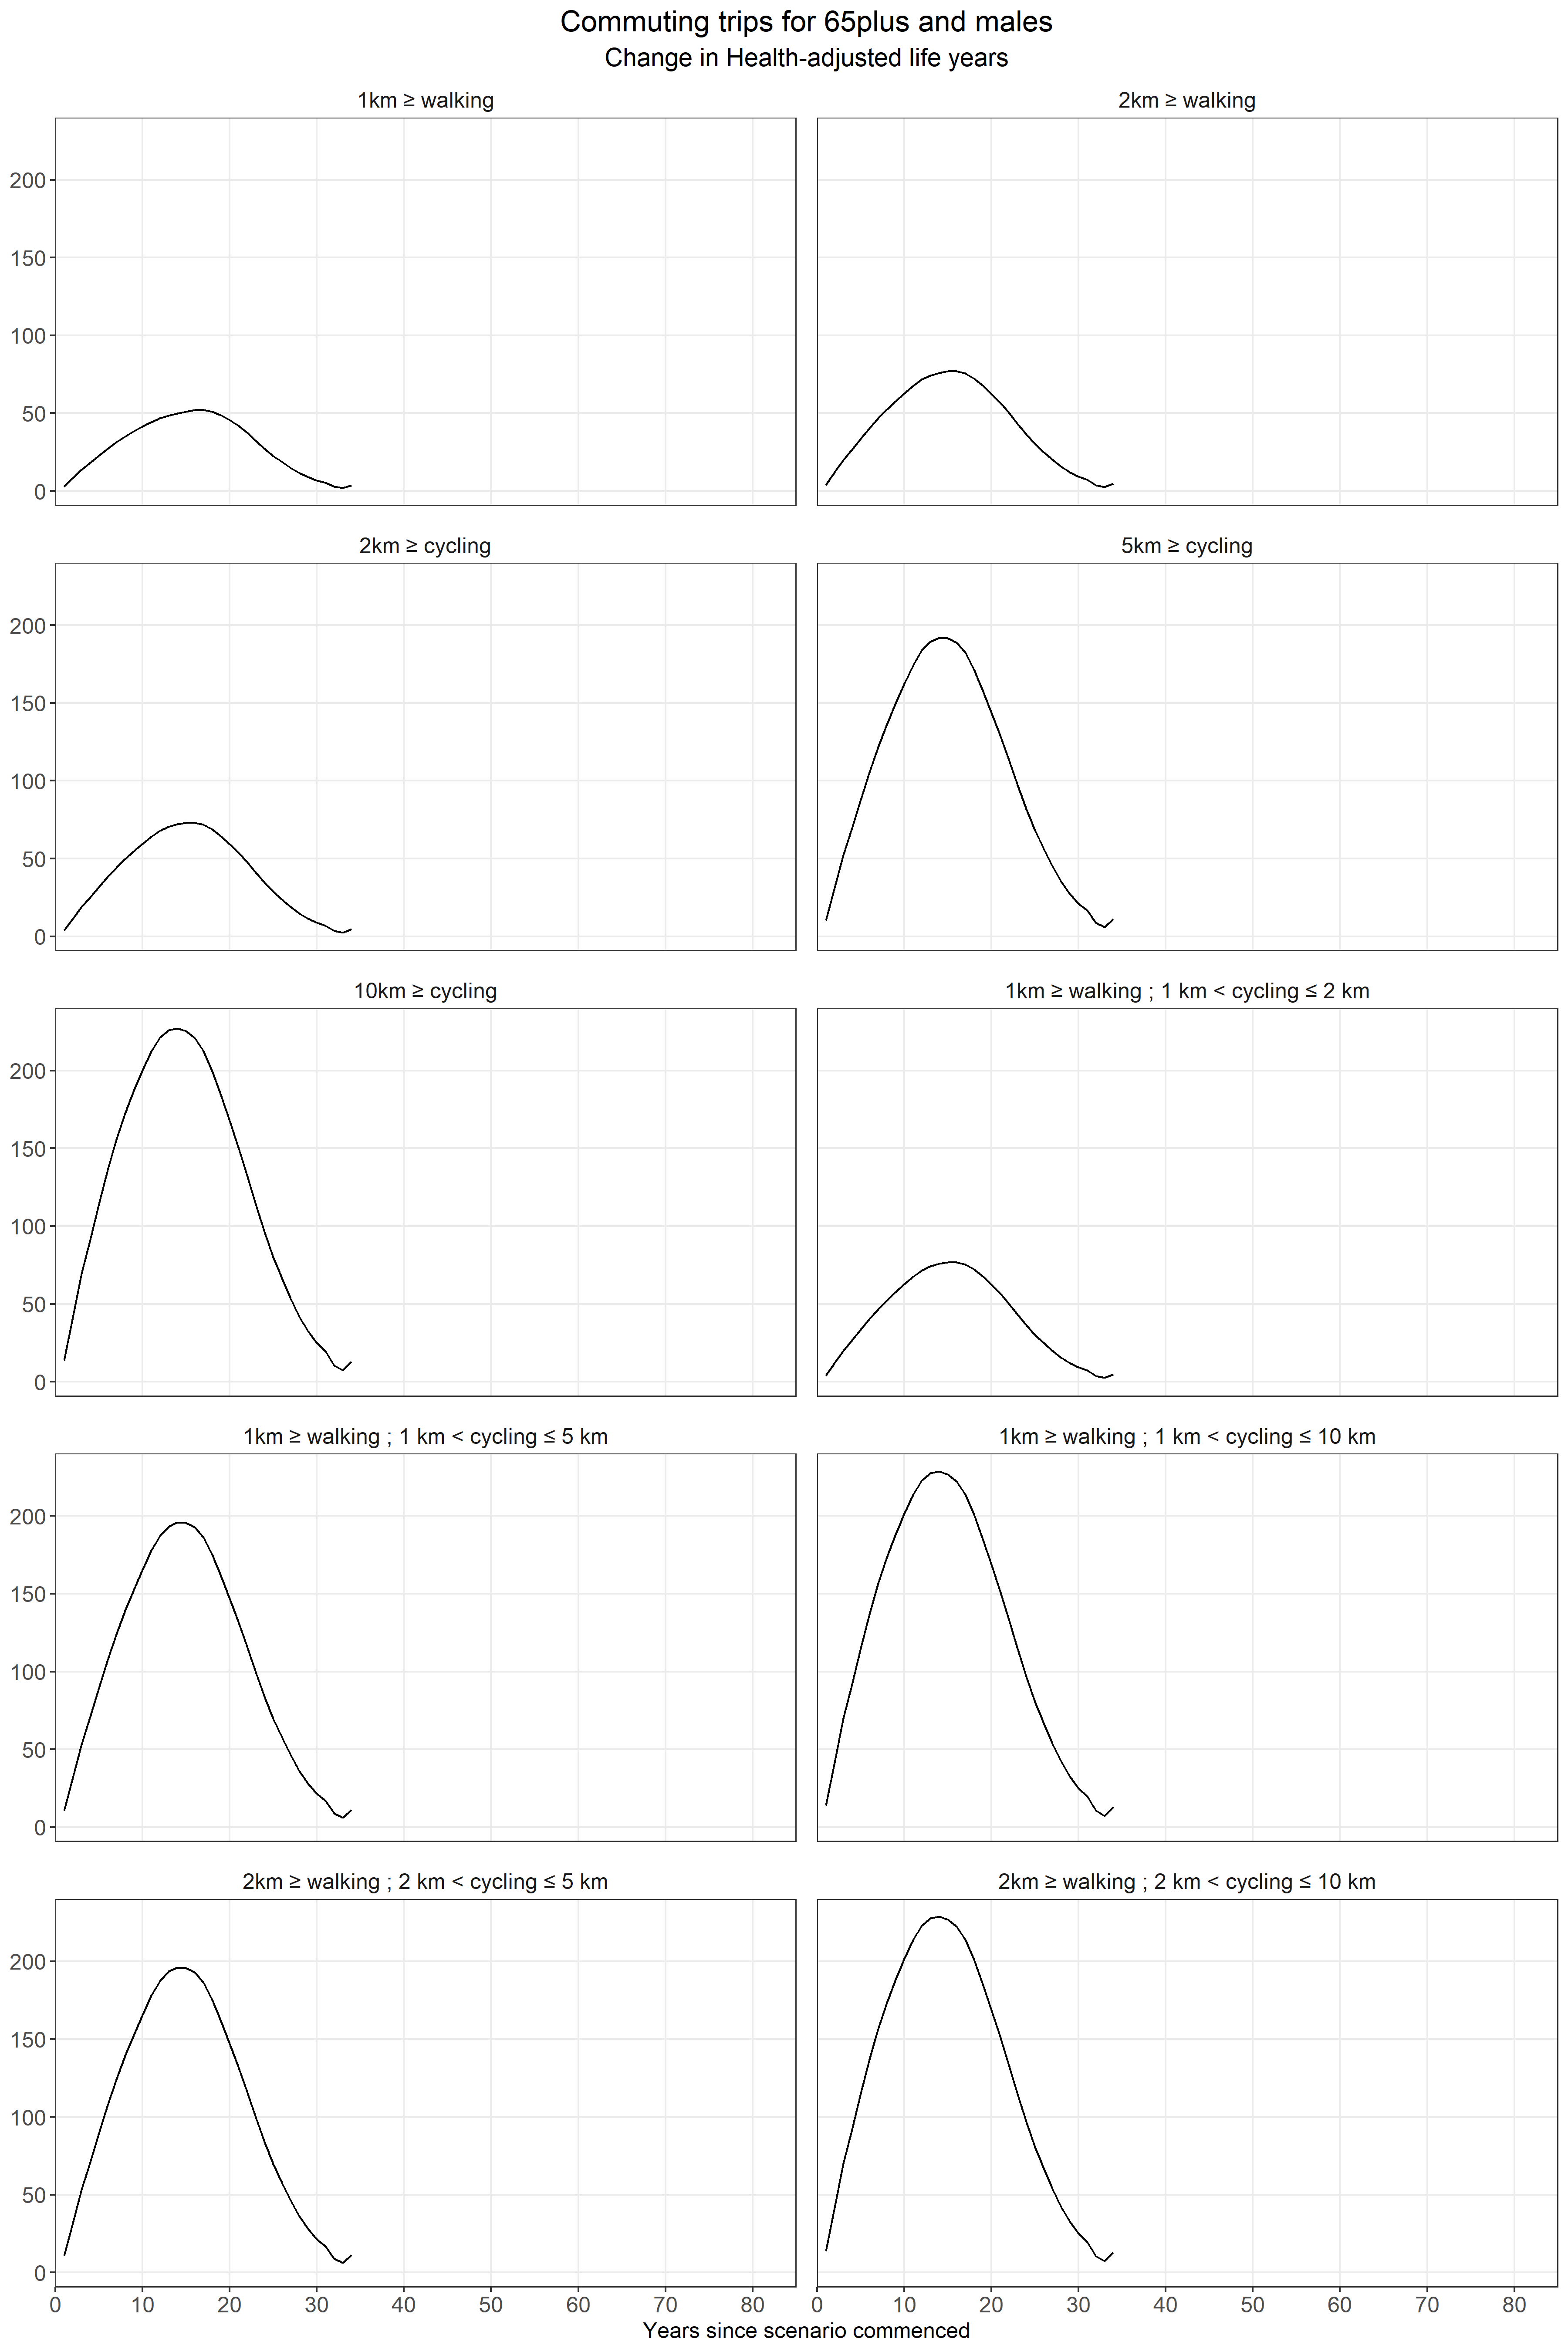 Commuting trips for 65plus and males
Change in Health-adjusted life years
1km ≥ walking
2km ≥ walking
200
150
100
50
0
2km ≥ cycling
5km ≥ cycling
200
150
100
50
0
10km ≥ cycling
1km ≥ walking ; 1 km < cycling ≤ 2 km
200
150
100
50
0
1km ≥ walking ; 1 km < cycling ≤ 5 km
1km ≥ walking ; 1 km < cycling ≤ 10 km
200
150
100
50
0
2km ≥ walking ; 2 km < cycling ≤ 5 km
2km ≥ walking ; 2 km < cycling ≤ 10 km
200
150
100
50
0
0 10 20 30 40 50 60 70 80
0 10 20 30 40 50 60 70 80
Years since scenario commenced